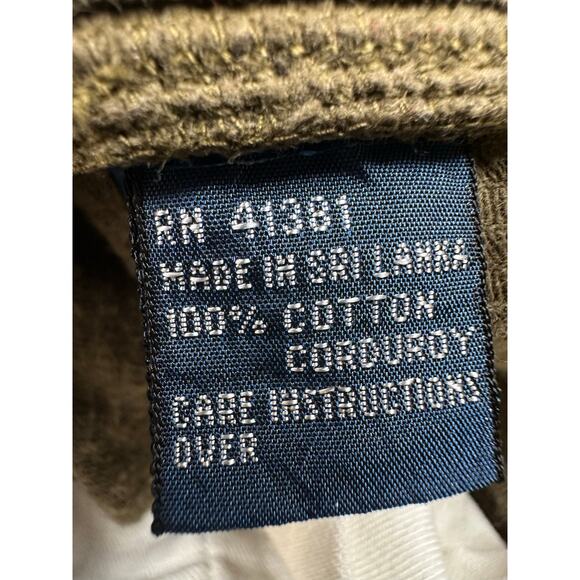 RN 41381
MADE IN SRI LANKA
100% COTTON
CORDUROY
CARE INSTRUCTIONS
OVER